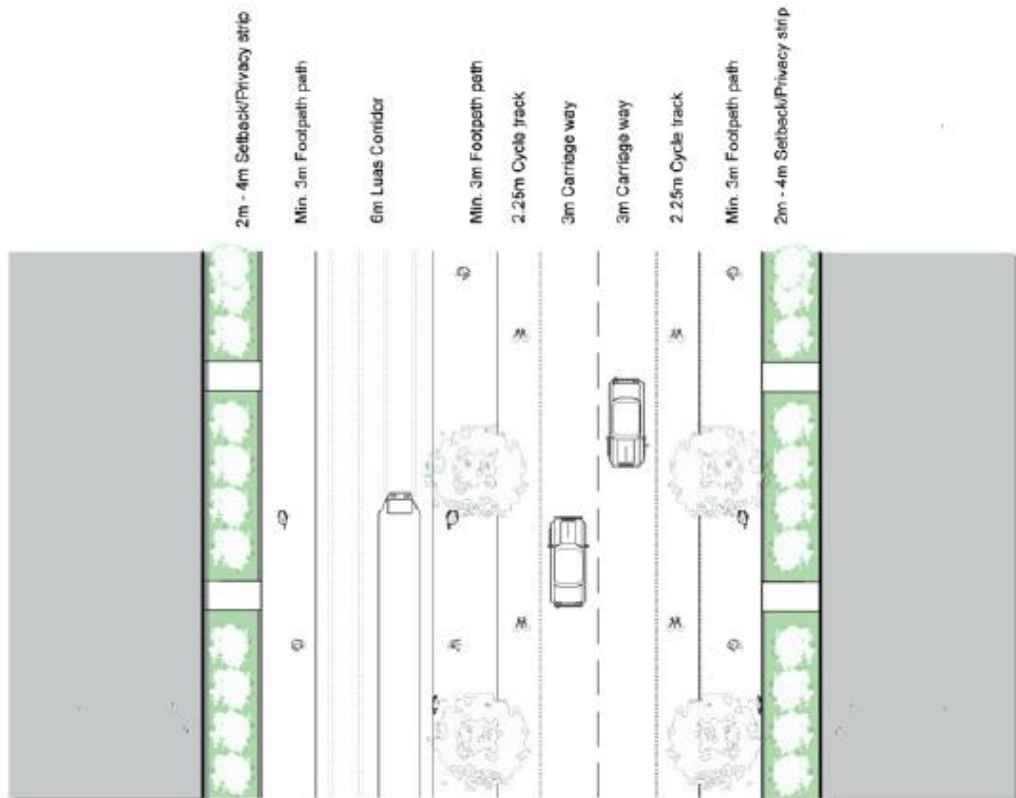 2m - 4m Setback/Privacy strip
Min. 3m Footpath path
6m Luas Corridor
Min. 3m Footpath path
2.25m Cycle track
3m Carriage way
3m Carriage way
2.25m Cycle track
Min. 3m Footpath path
2m - 4m Setback/Privacy strip